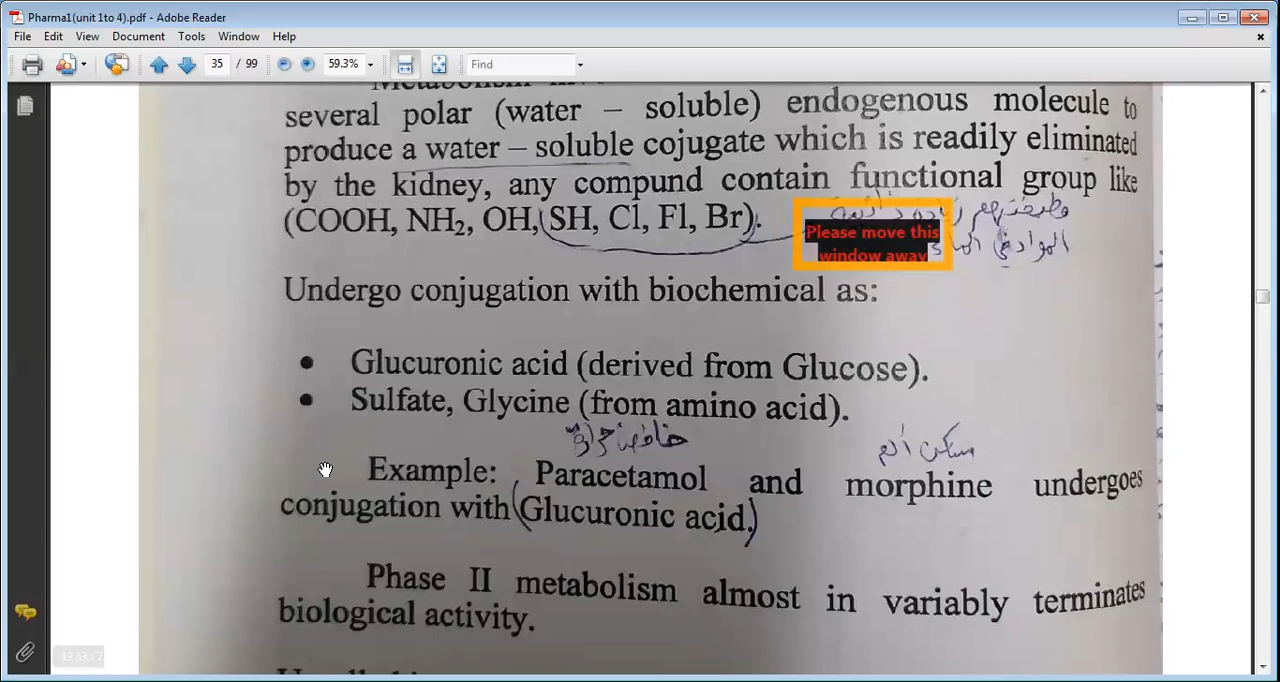 Pharma1(unit 1to 4).pdf - Adobe Reader
File Edit View Document Tools Window Help
35 / 99 59.3% Find
several polar (water – soluble) endogenous molecule to
produce a water – soluble cojugate which is readily eliminated
by the kidney, any compund contain functional group like
(COOH, NH2, OH, (SH, Cl, Fl, Br).
Please move this
window away
Undergo conjugation with biochemical as:
• Glucuronic acid (derived from Glucose).
• Sulfate, Glycine (from amino acid).
مسكن ألم
Example: Paracetamol and morphine undergoes
conjugation with (Glucuronic acid.)
Phase II metabolism almost in variably terminates
biological activity.